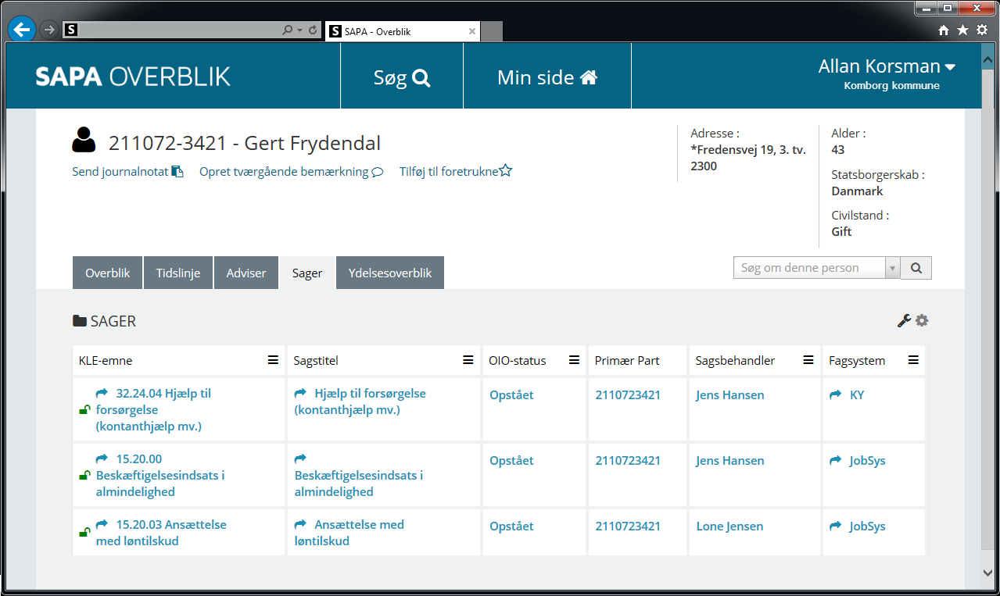 S
S SAPA - Overblik
SAPA OVERBLIK
Søg
Min side
Allan Korsman
Komborg kommune
211072-3421 - Gert Frydendal
Send journalnotat
Opret tværgående bemærkning
Tilføj til foretrukne
Adresse :
*Fredensvej 19, 3. tv.
2300
Alder :
43
Statsborgerskab :
Danmark
Civilstand :
Gift
Overblik
Tidslinje
Adviser
Sager
Ydelsesoverblik
Søg om denne person
SAGER
KLE-emne
Sagstitel
OIO-status
Primær Part
Sagsbehandler
Fagsystem
32.24.04 Hjælp til
forsørgelse
(kontanthjælp mv.)
Hjælp til forsørgelse
(kontanthjælp mv.)
Opstået
2110723421
Jens Hansen
KY
15.20.00
Beskæftigelsesindsats i
almindelighed
Beskæftigelsesindsats i
almindelighed
Opstået
2110723421
Jens Hansen
JobSys
15.20.03 Ansættelse
med løntilskud
Ansættelse med
løntilskud
Opstået
2110723421
Lone Jensen
JobSys